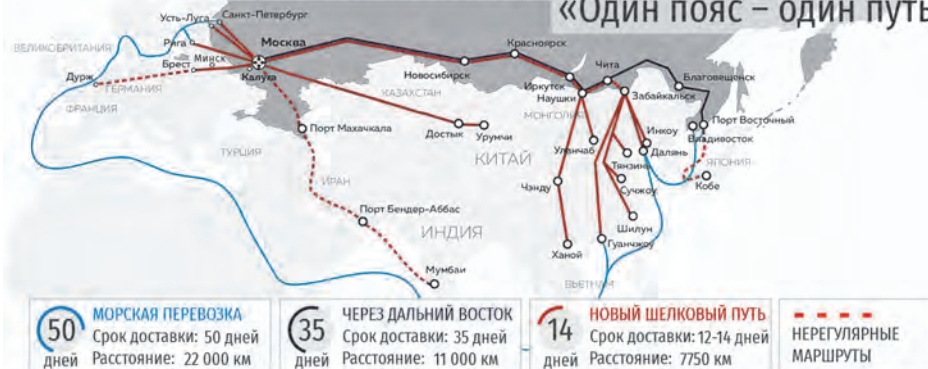 «Один пояс – один путь
Усть-Луга
Санкт-Петербург
ВЕЛИКОБРИТАНИЯ
Рига
Москва
Красноярск
Минск
Брест
Калуга
Новосибирск
Иркутск
Чита
Благовещенск
Дурж
ГЕРМАНИЯ
КАЗАХСТАН
Наушки
Забайкальск
ФРАНЦИЯ
МОНГОЛИЯ
Порт Махачкала
Достык
Урумчи
Порт Восточный
Инкоу
Владивосток
ТУРЦИЯ
КИТАЙ
Уланчаб
Далянь
ЯПОНИЯ
Тянзинь
ИРАН
Чэнду
Сучжоу
Кобе
Порт Бендер-Аббас
ИНДИЯ
Шилун
Ханой
Гуанчжоу
Мумбаи
ВЬЕТНАМ
50 дней
МОРСКАЯ ПЕРЕВОЗКА
Срок доставки: 50 дней
Расстояние: 22 000 км
35 дней
ЧЕРЕЗ ДАЛЬНИЙ ВОСТОК
Срок доставки: 35 дней
Расстояние: 11 000 км
14 дней
НОВЫЙ ШЕЛКОВЫЙ ПУТЬ
Срок доставки: 12-14 дней
Расстояние: 7750 км
НЕРЕГУЛЯРНЫЕ
МАРШРУТЫ